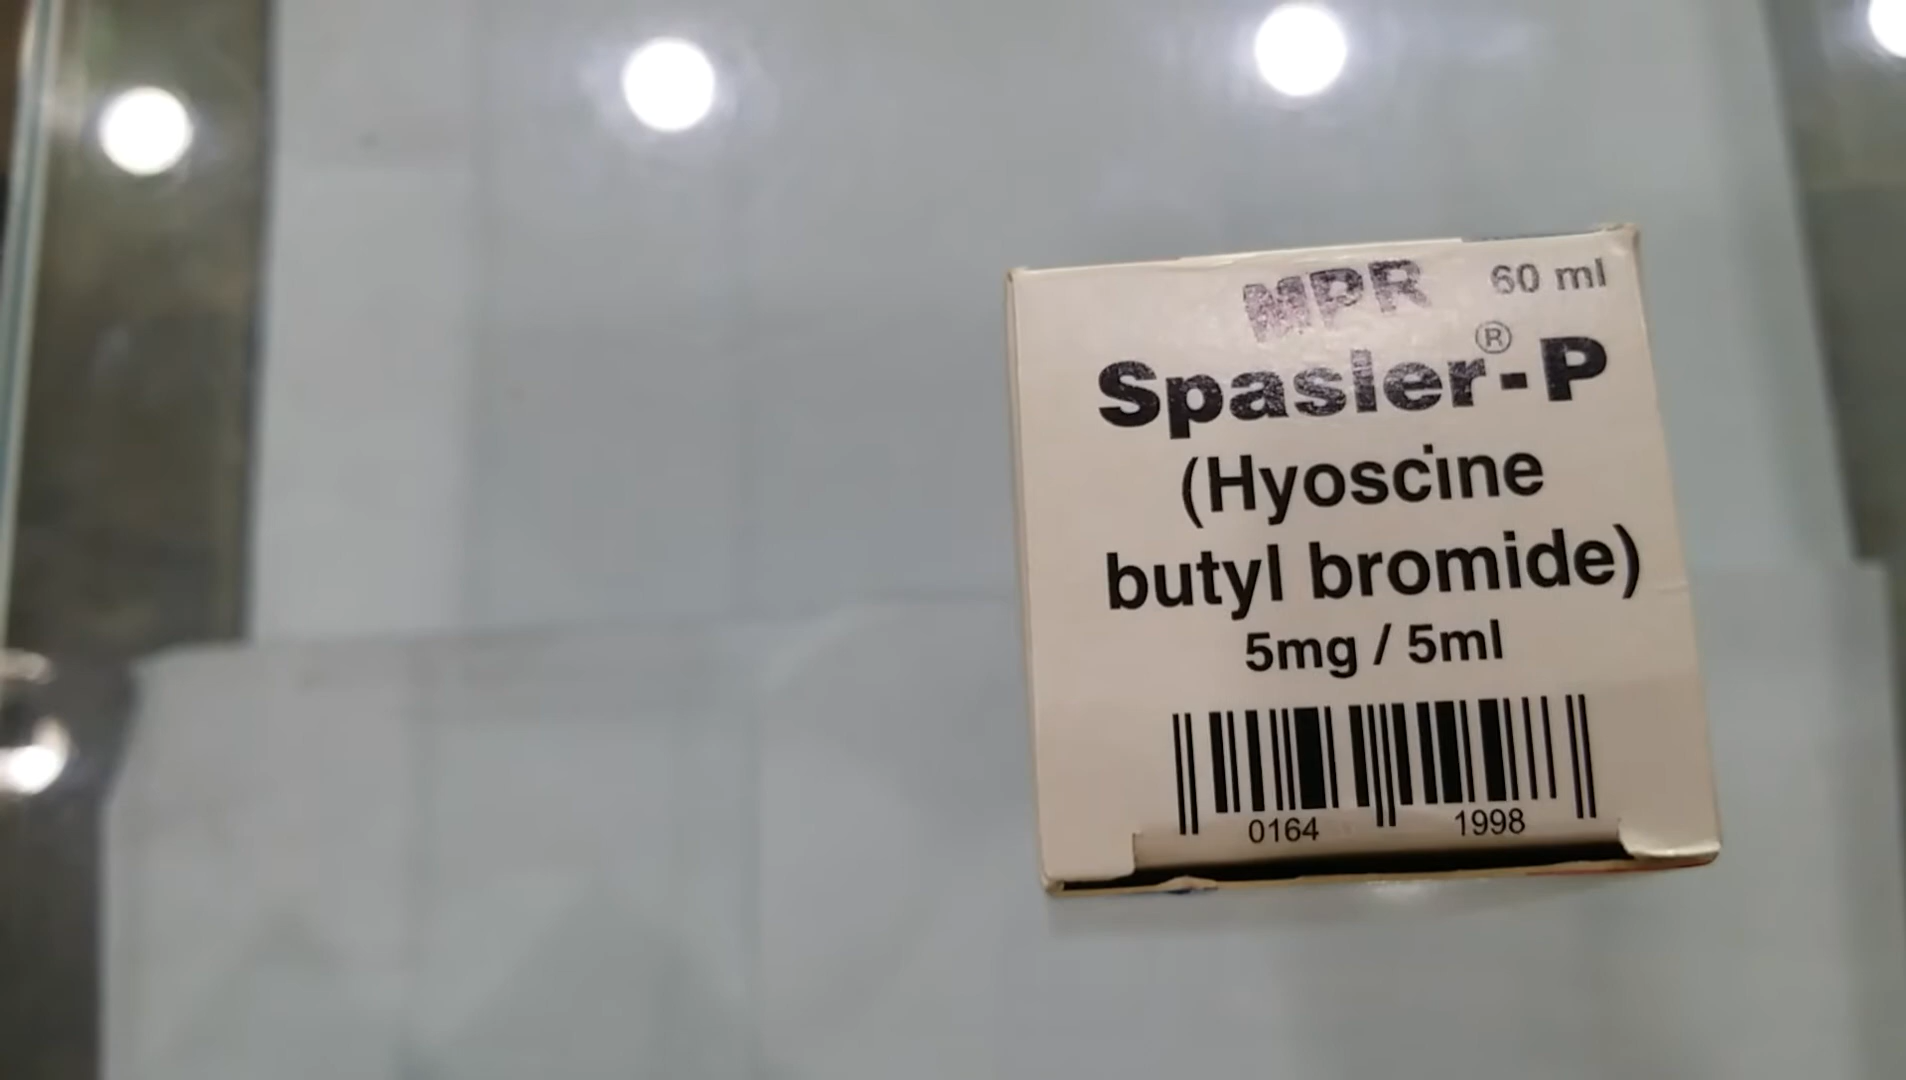 MPR 60 ml
Spasler®-P
(Hyoscine
butyl bromide)
5mg / 5ml
0164 1998